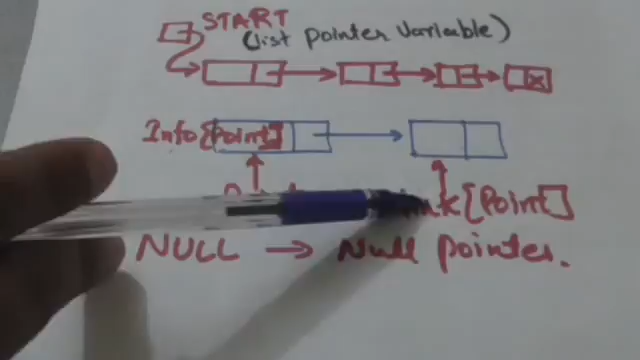 START
(List pointer Variable)
Info[Point]
Link[Point]
NULL → Null pointer.